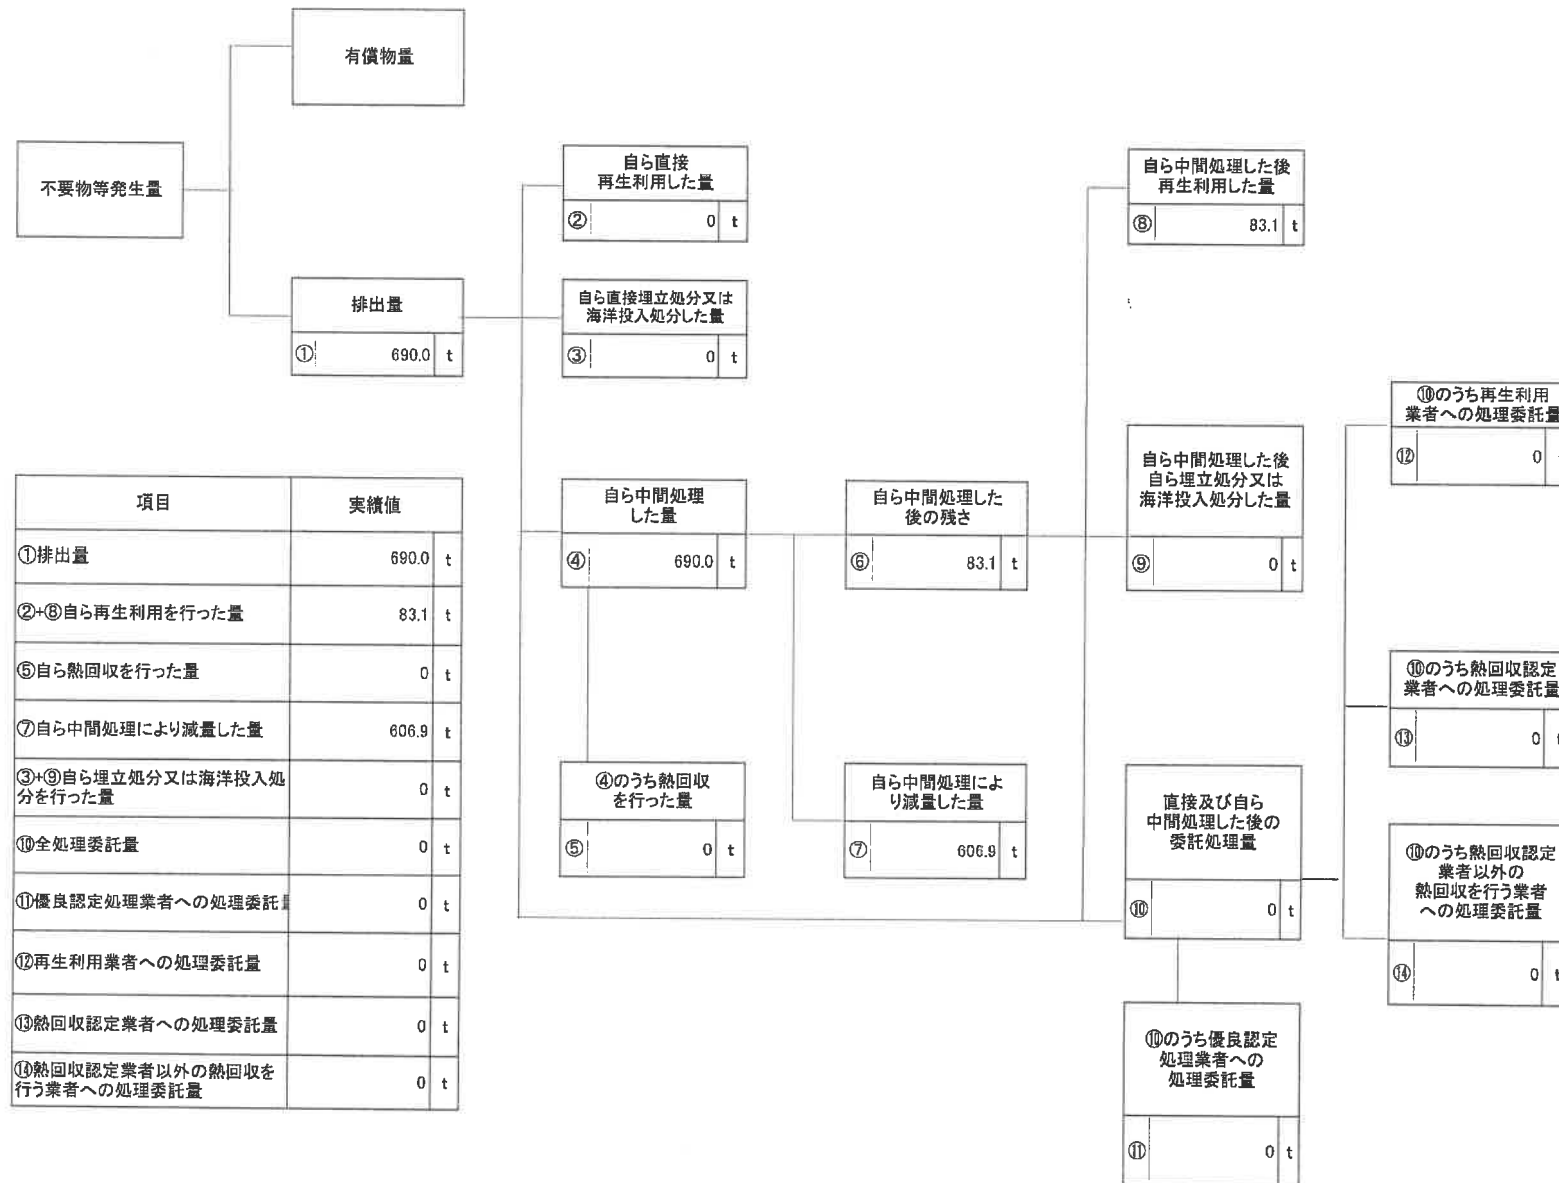 有償物量
不要物等発生量
排出量
① 690.0 t
自ら直接
再生利用した量
② 0 t
自ら直接埋立処分又は
海洋投入処分した量
③ 0 t
自ら中間処理
した量
④ 690.0 t
④のうち熱回収
を行った量
⑤ 0 t
自ら中間処理した
後の残さ
⑥ 83.1 t
自ら中間処理によ
り減量した量
⑦ 606.9 t
自ら中間処理した後
再生利用した量
⑧ 83.1 t
自ら中間処理した後
自ら埋立処分又は
海洋投入処分した量
⑨ 0 t
直接及び自ら
中間処理した後の
委託処理量
⑩ 0 t
⑩のうち優良認定
処理業者への
処理委託量
⑪ 0 t
⑩のうち再生利用
業者への処理委託量
⑫ 0
⑩のうち熱回収認定
業者への処理委託量
⑬ 0 t
⑩のうち熱回収認定
業者以外の
熱回収を行う業者
への処理委託量
⑭ 0 t
項目 実績値
①排出量 690.0 t
②+⑧自ら再生利用を行った量 83.1 t
⑤自ら熱回収を行った量 0 t
⑦自ら中間処理により減量した量 606.9 t
③+⑨自ら埋立処分又は海洋投入処
分を行った量 0 t
⑩全処理委託量 0 t
⑪優良認定処理業者への処理委託 0 t
⑫再生利用業者への処理委託量 0 t
⑬熱回収認定業者への処理委託量 0 t
⑭熱回収認定業者以外の熱回収を
行う業者への処理委託量 0 t